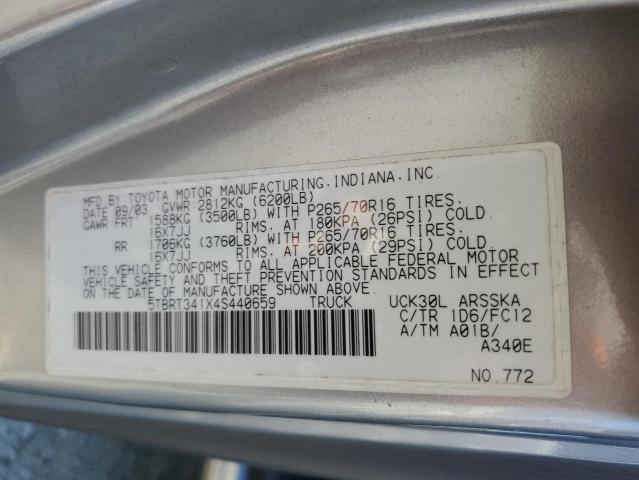 MFD. BY: TOYOTA MOTOR MANUFACTURING, INDIANA, INC.
DATE 09/03 GVWR 2812KG (6200LB)
GAWR: FRT 1588KG (3500LB) WITH P265/70R16 TIRES.
16X7JJ RIMS. AT 180KPA (26PSI) COLD.
RR 1706KG (3760LB) WITH P265/70R16 TIRES.
16X7JJ RIMS. AT 200KPA (29PSI) COLD.
THIS VEHICLE CONFORMS TO ALL APPLICABLE FEDERAL MOTOR
VEHICLE SAFETY AND THEFT PREVENTION STANDARDS IN EFFECT
ON THE DATE OF MANUFACTURE SHOWN ABOVE.
5TBRT341X4S440659 TRUCK UCK30L ARSSKA
C/TR 1D6/FC12
A/TM A01B/
A340E
NO. 772